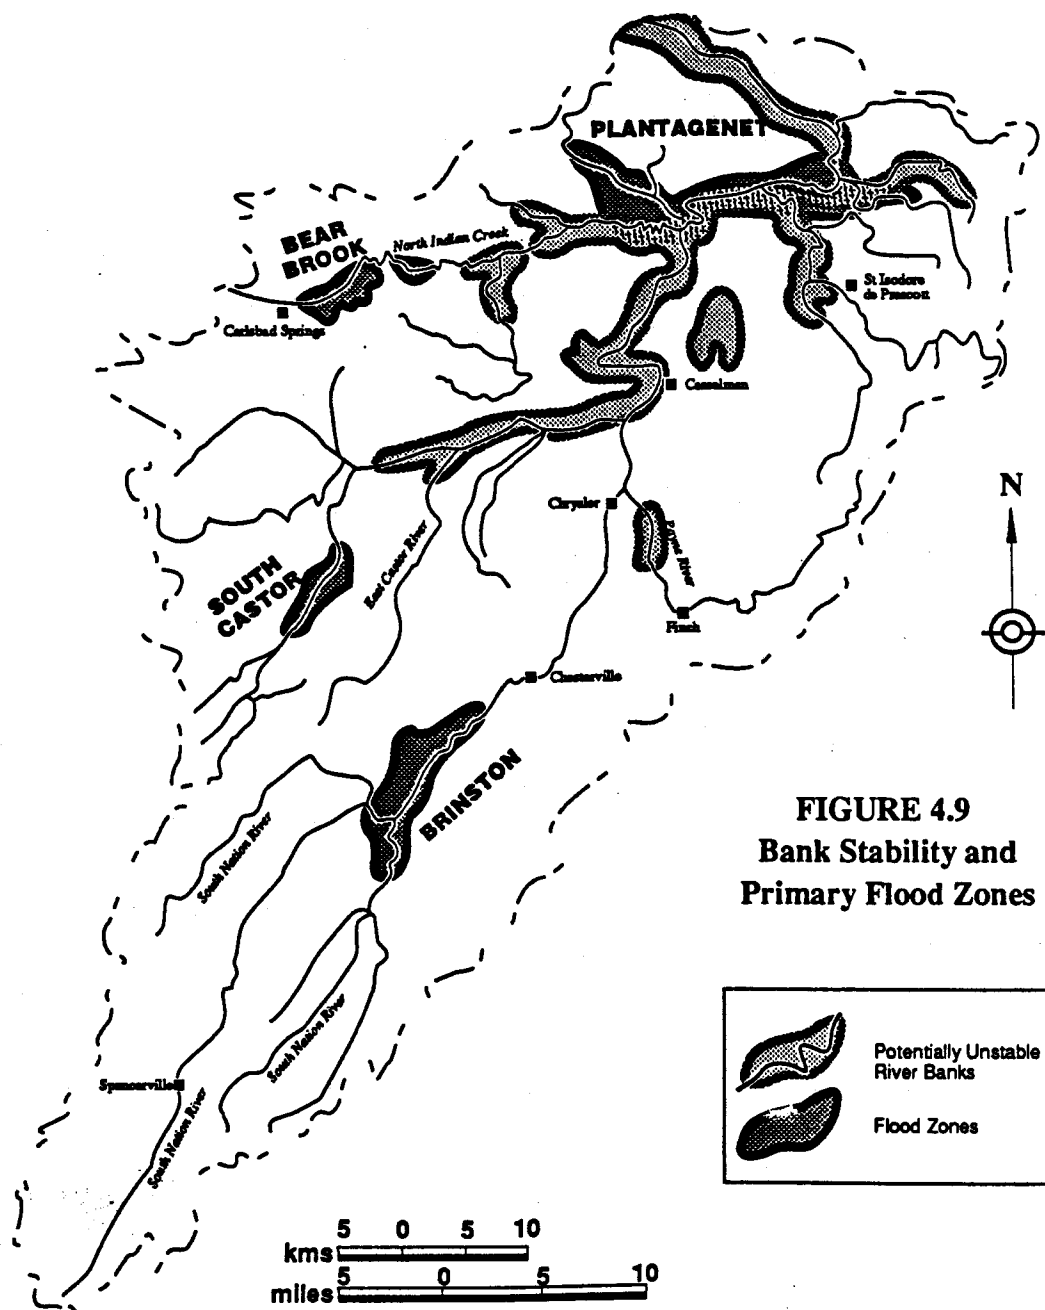 PLANTAGENET
BEAR
BROOK
North Indian Creek
Carlsbad Springs
St Isodore
de Prescott
Casselman
Chrysler
Payne River
East Castor River
SOUTH
CASTOR
Finch
N
Chesterville
BRINSTON
South Nation River
FIGURE 4.9
Bank Stability and
Primary Flood Zones
South Nation River
Potentially Unstable
River Banks
Flood Zones
Spencerville
South Nation River
5 0 5 10
kms
5 0 5 10
miles